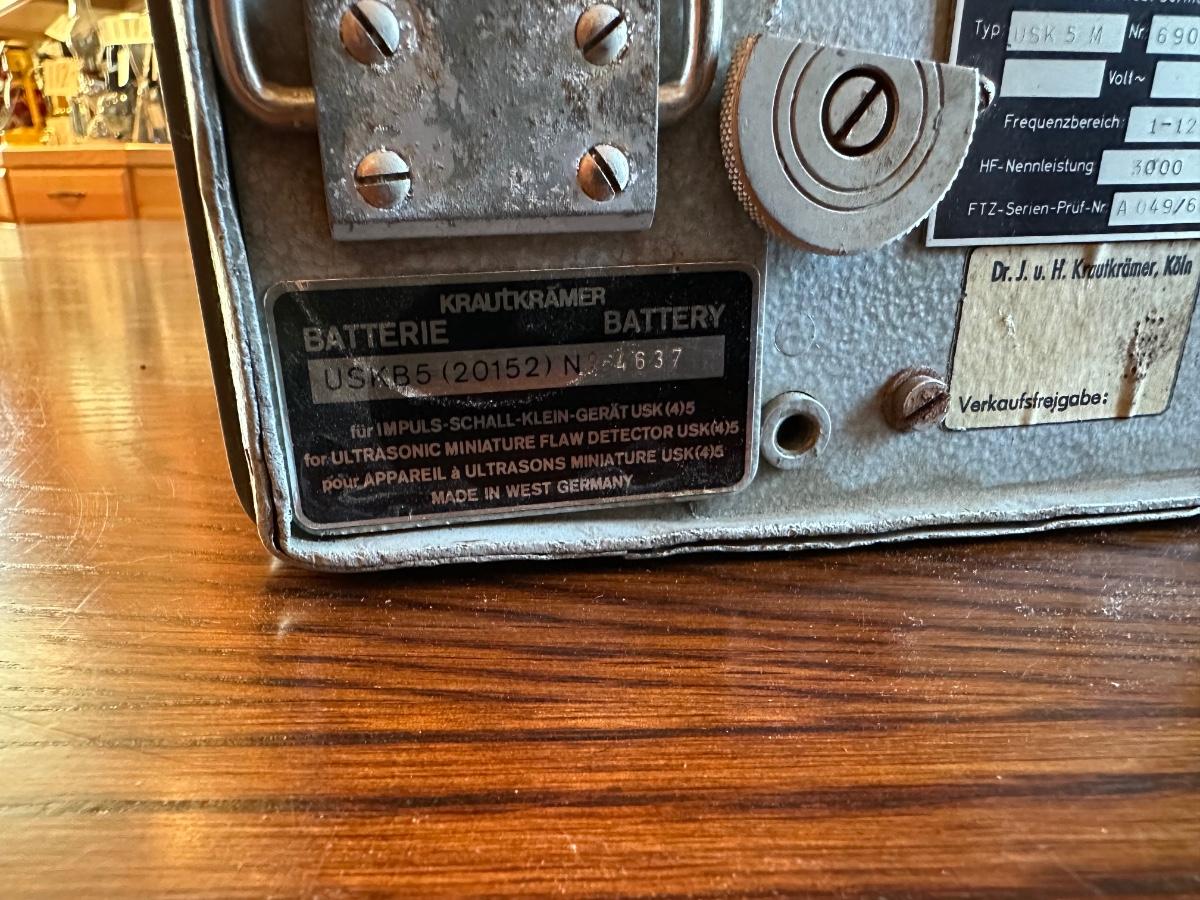 KRAUTKRÄMER
BATTERIE BATTERY
USKB5 (20152) N 4637
für IMPULS-SCHALL-KLEIN-GERÄT USK (4)5
for ULTRASONIC MINIATURE FLAW DETECTOR USK(4)5
pour APPAREIL à ULTRASONS MINIATURE USK(4)5
MADE IN WEST GERMANY
Typ USK 5 M Nr. 690
Volt~
Frequenzbereich: 1-12
HF-Nennleistung 3000
FTZ-Serien-Prüf-Nr. A 049/6
Dr. J. u. H. Krautkrämer, Köln
Verkaufsfreigabe: